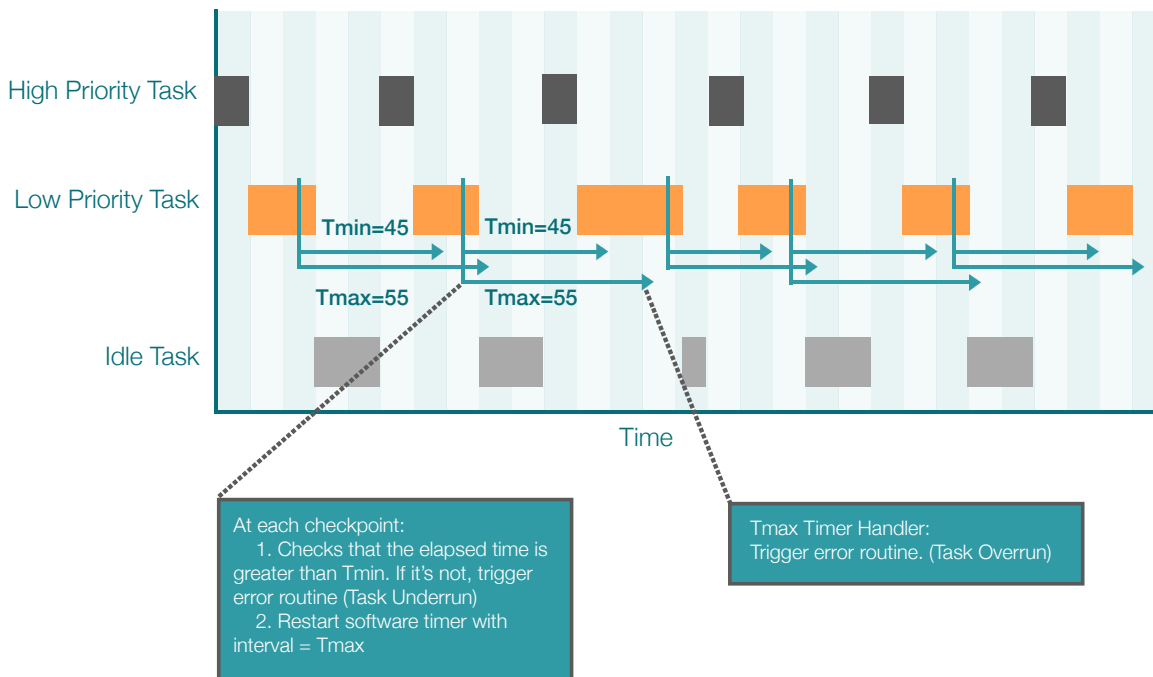 High Priority Task
Low Priority Task
Tmin=45
Tmin=45
Tmax=55
Tmax=55
Idle Task
Time
At each checkpoint:
1. Checks that the elapsed time is
greater than Tmin. If it's not, trigger
error routine (Task Underrun)
2. Restart software timer with
interval = Tmax
Tmax Timer Handler:
Trigger error routine. (Task Overrun)